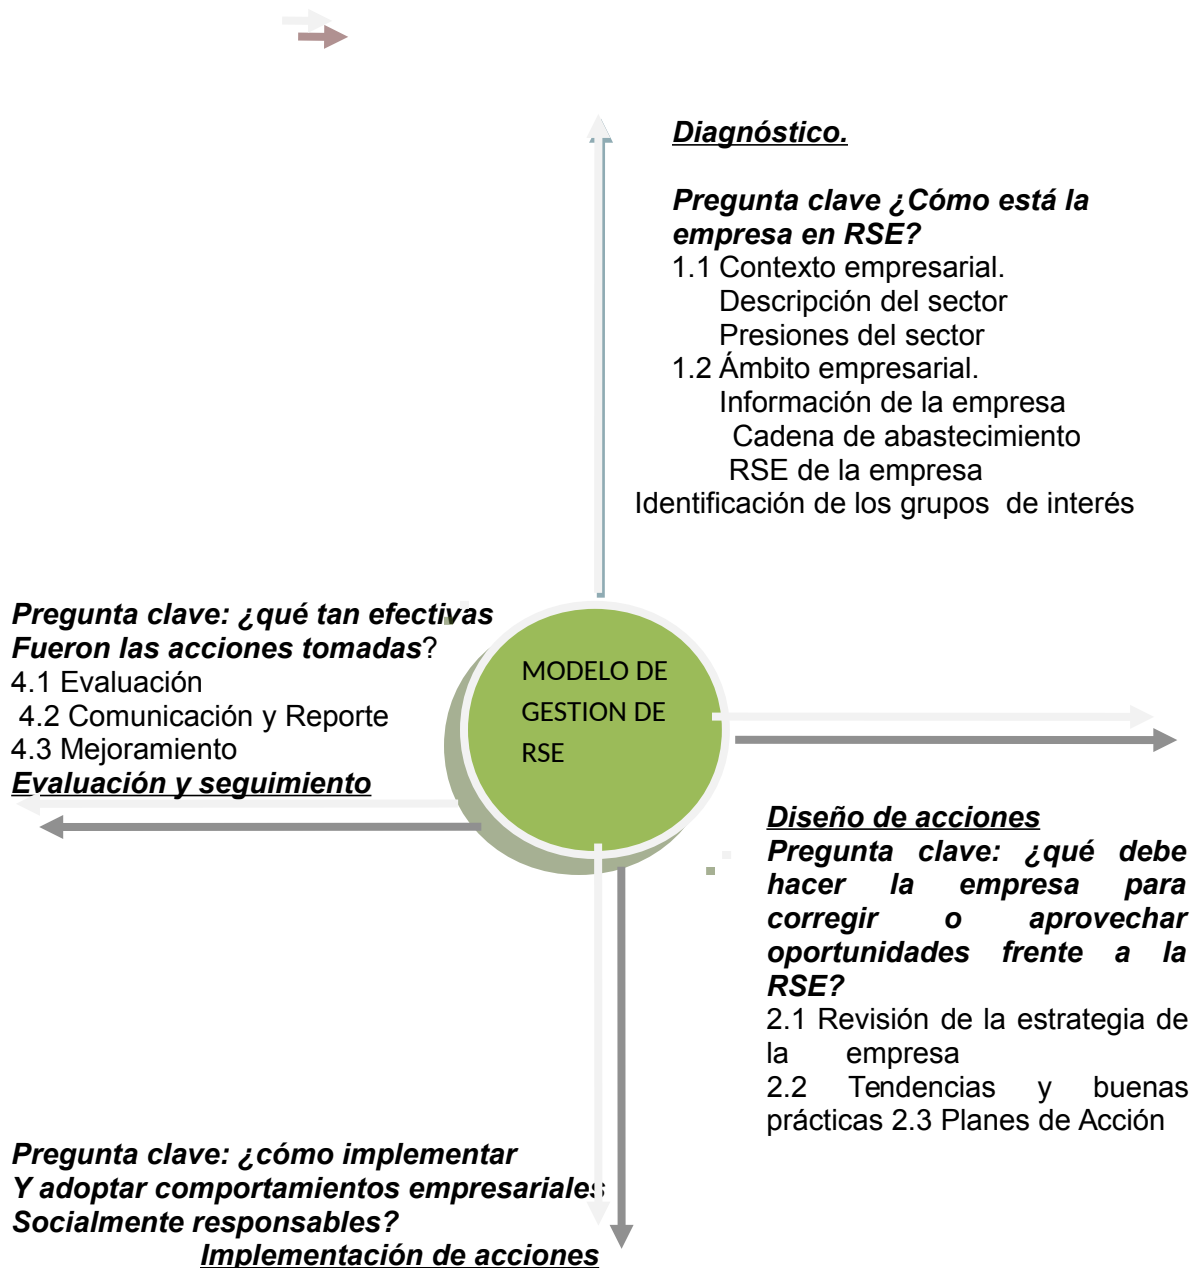 Diagnóstico.
Pregunta clave ¿Cómo está la
empresa en RSE?
1.1 Contexto empresarial.
Descripción del sector
Presiones del sector
1.2 Ámbito empresarial.
Información de la empresa
Cadena de abastecimiento
RSE de la empresa
Identificación de los grupos de interés
Pregunta clave: ¿qué tan efectivas
Fueron las acciones tomadas?
4.1 Evaluación
4.2 Comunicación y Reporte
4.3 Mejoramiento
Evaluación y seguimiento
MODELO DE
GESTION DE
RSE
Diseño de acciones
Pregunta clave: ¿qué debe
hacer la empresa para
corregir o aprovechar
oportunidades frente a la
RSE?
2.1 Revisión de la estrategia de
la empresa
2.2 Tendencias y buenas
prácticas 2.3 Planes de Acción
Pregunta clave: ¿cómo implementar
Y adoptar comportamientos empresariales
Socialmente responsables?
Implementación de acciones